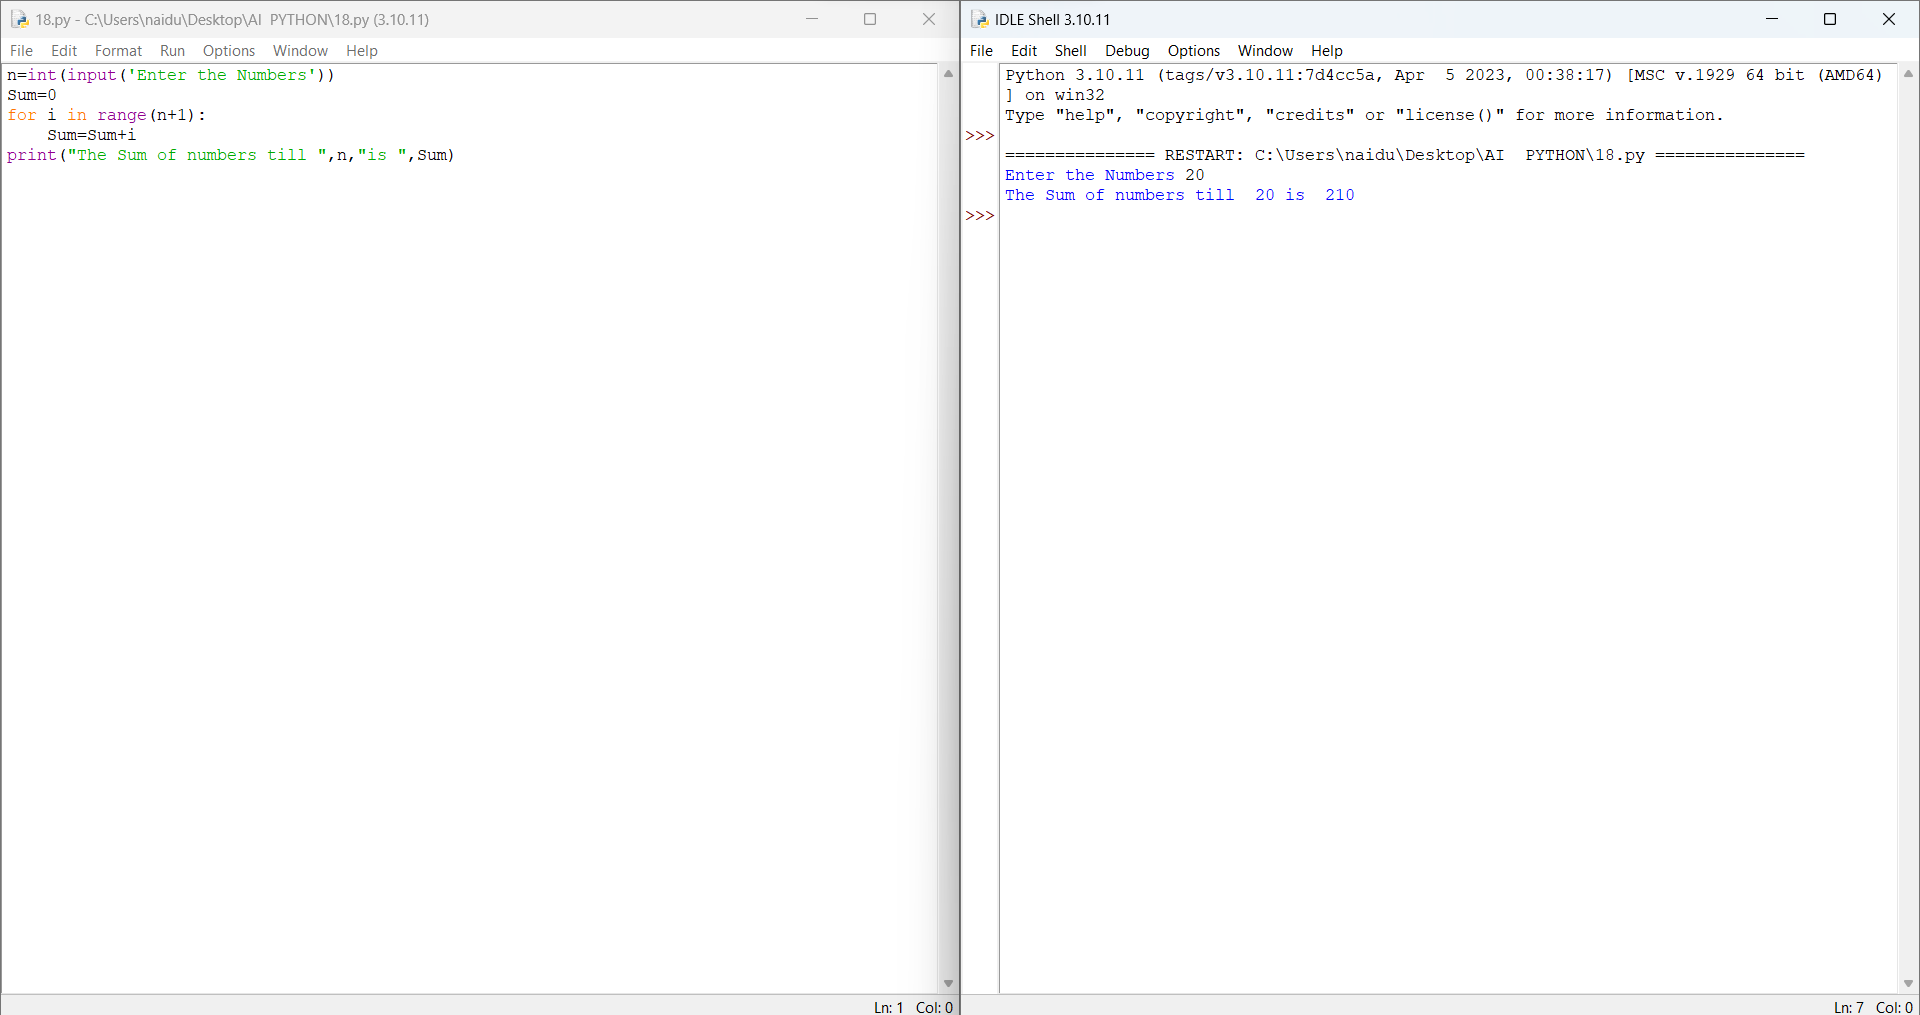 18.py - C:\Users\naidu\Desktop\AI  PYTHON\18.py (3.10.11)
File Edit Format Run Options Window Help
n=int(input('Enter the Numbers'))
Sum=0
for i in range(n+1):
    Sum=Sum+i
print("The Sum of numbers till ",n,"is ",Sum)
Ln: 1 Col: 0
IDLE Shell 3.10.11
File Edit Shell Debug Options Window Help
Python 3.10.11 (tags/v3.10.11:7d4cc5a, Apr  5 2023, 00:38:17) [MSC v.1929 64 bit (AMD64)
] on win32
Type "help", "copyright", "credits" or "license()" for more information.
>>>
=============== RESTART: C:\Users\naidu\Desktop\AI  PYTHON\18.py ===============
Enter the Numbers 20
The Sum of numbers till  20 is  210
>>>
Ln: 7 Col: 0